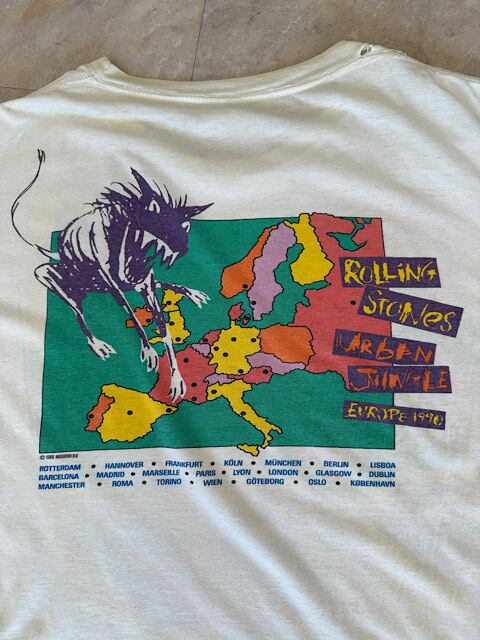 ROLLING
STONES
URBAN
JUNGLE
EUROPE 1990
ROTTERDAM • HANNOVER • FRANKFURT • KÖLN • MÜNCHEN • BERLIN • LISBOA
BARCELONA • MADRID • MARSEILLE • PARIS • LYON • LONDON • GLASGOW • DUBLIN
MANCHESTER • ROMA • TORINO • WIEN • GÖTEBORG • OSLO • KØBENHAVN